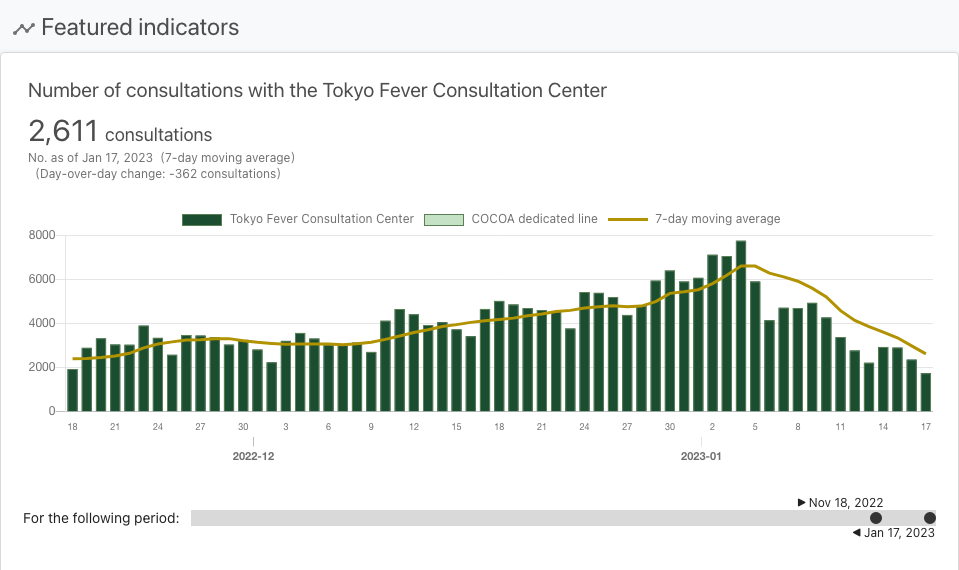 Featured indicators
Number of consultations with the Tokyo Fever Consultation Center
2,611 consultations
No. as of Jan 17, 2023 (7-day moving average)
(Day-over-day change: -362 consultations)
Tokyo Fever Consultation Center COCOA dedicated line 7-day moving average
8000
6000
4000
2000
0
18 21 24 27 30 3 6 9 12 15 18 21 24 27 30 2 5 8 11 14 17
2022-12 2023-01
Nov 18, 2022
For the following period:
Jan 17, 2023